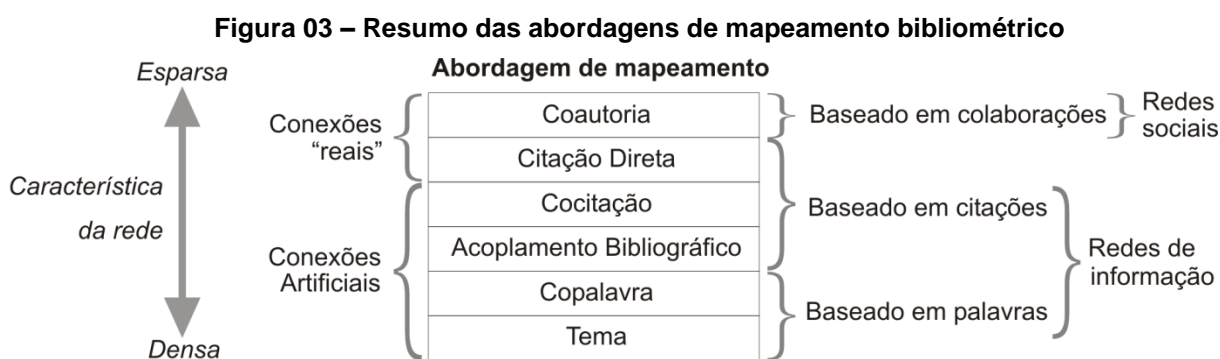 Figura 03 – Resumo das abordagens de mapeamento bibliométrico
Esparsa
Característica
da rede
Densa
Conexões
“reais”
Conexões
Artificiais
Abordagem de mapeamento
Coautoria
Citação Direta
Cocitação
Acoplamento Bibliográfico
Copalavra
Tema
Baseado em colaborações
Baseado em citações
Baseado em palavras
Redes
sociais
Redes de
informação